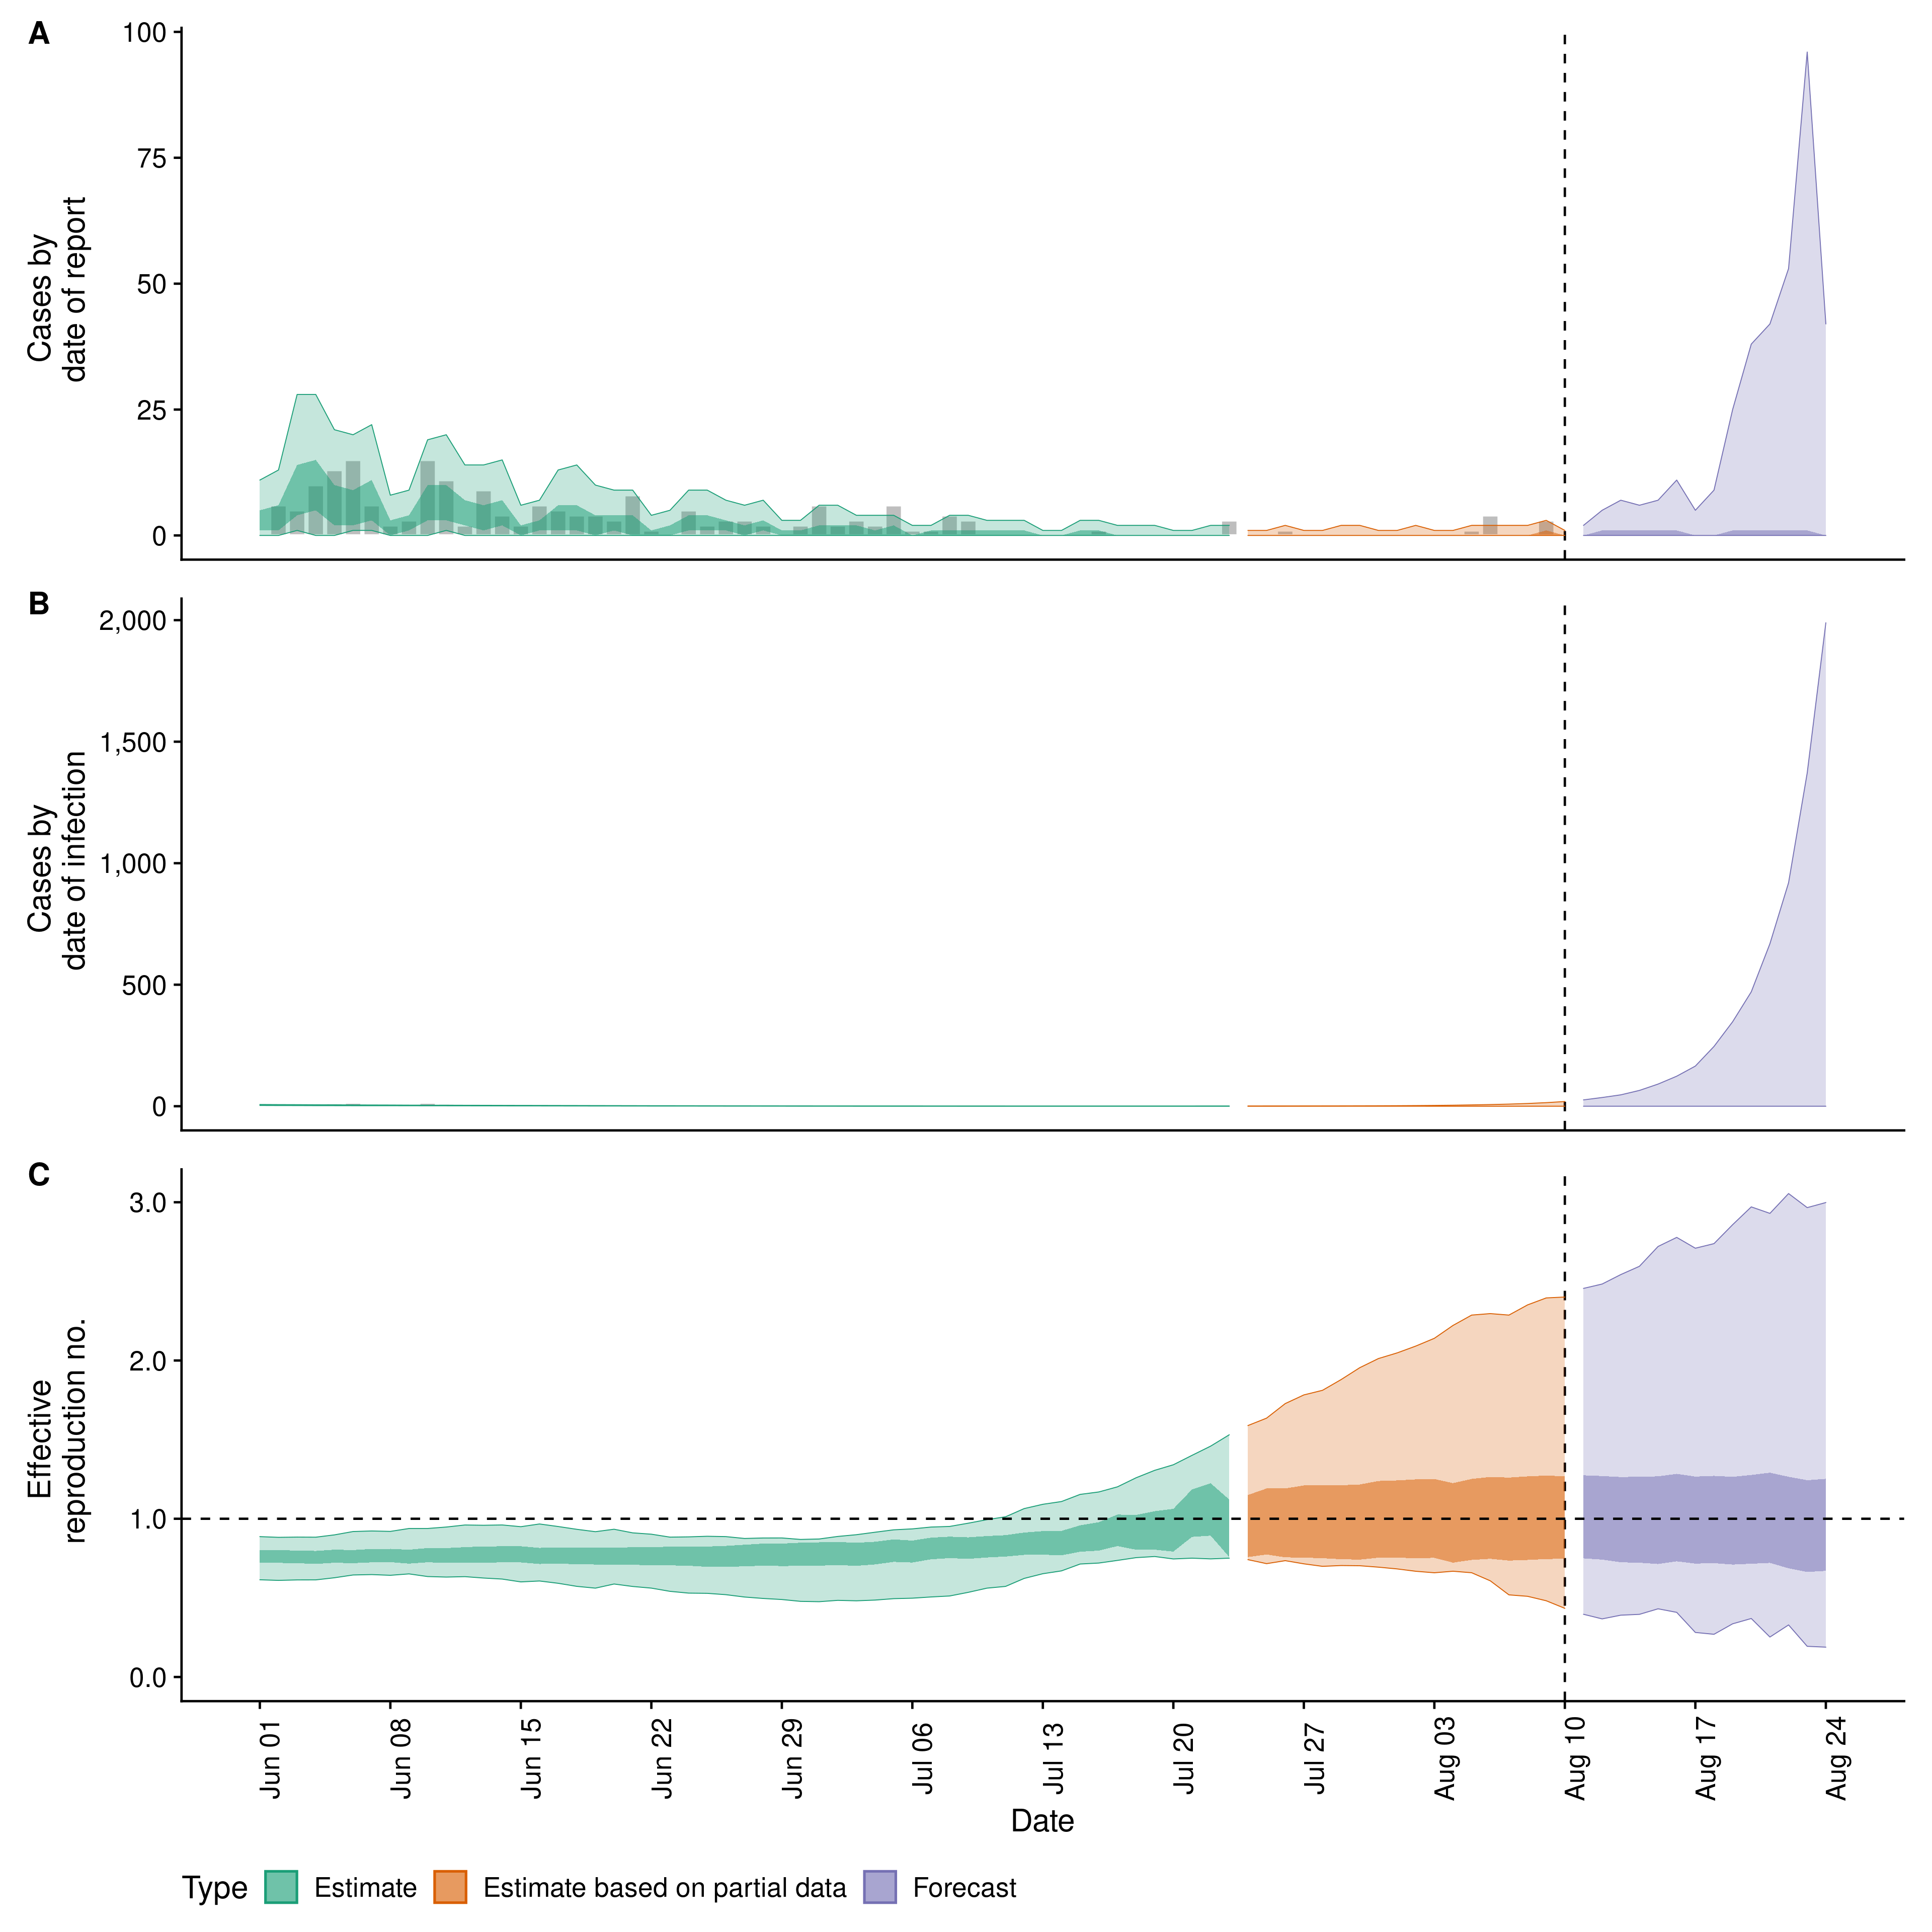 A
100
75
50
25
0
Cases by
date of report
B
2,000
1,500
1,000
500
0
Cases by
date of infection
C
3.0
2.0
1.0
0.0
Effective
reproduction no.
Jun 01
Jun 08
Jun 15
Jun 22
Jun 29
Jul 06
Jul 13
Jul 20
Jul 27
Aug 03
Aug 10
Aug 17
Aug 24
Date
Type Estimate Estimate based on partial data Forecast